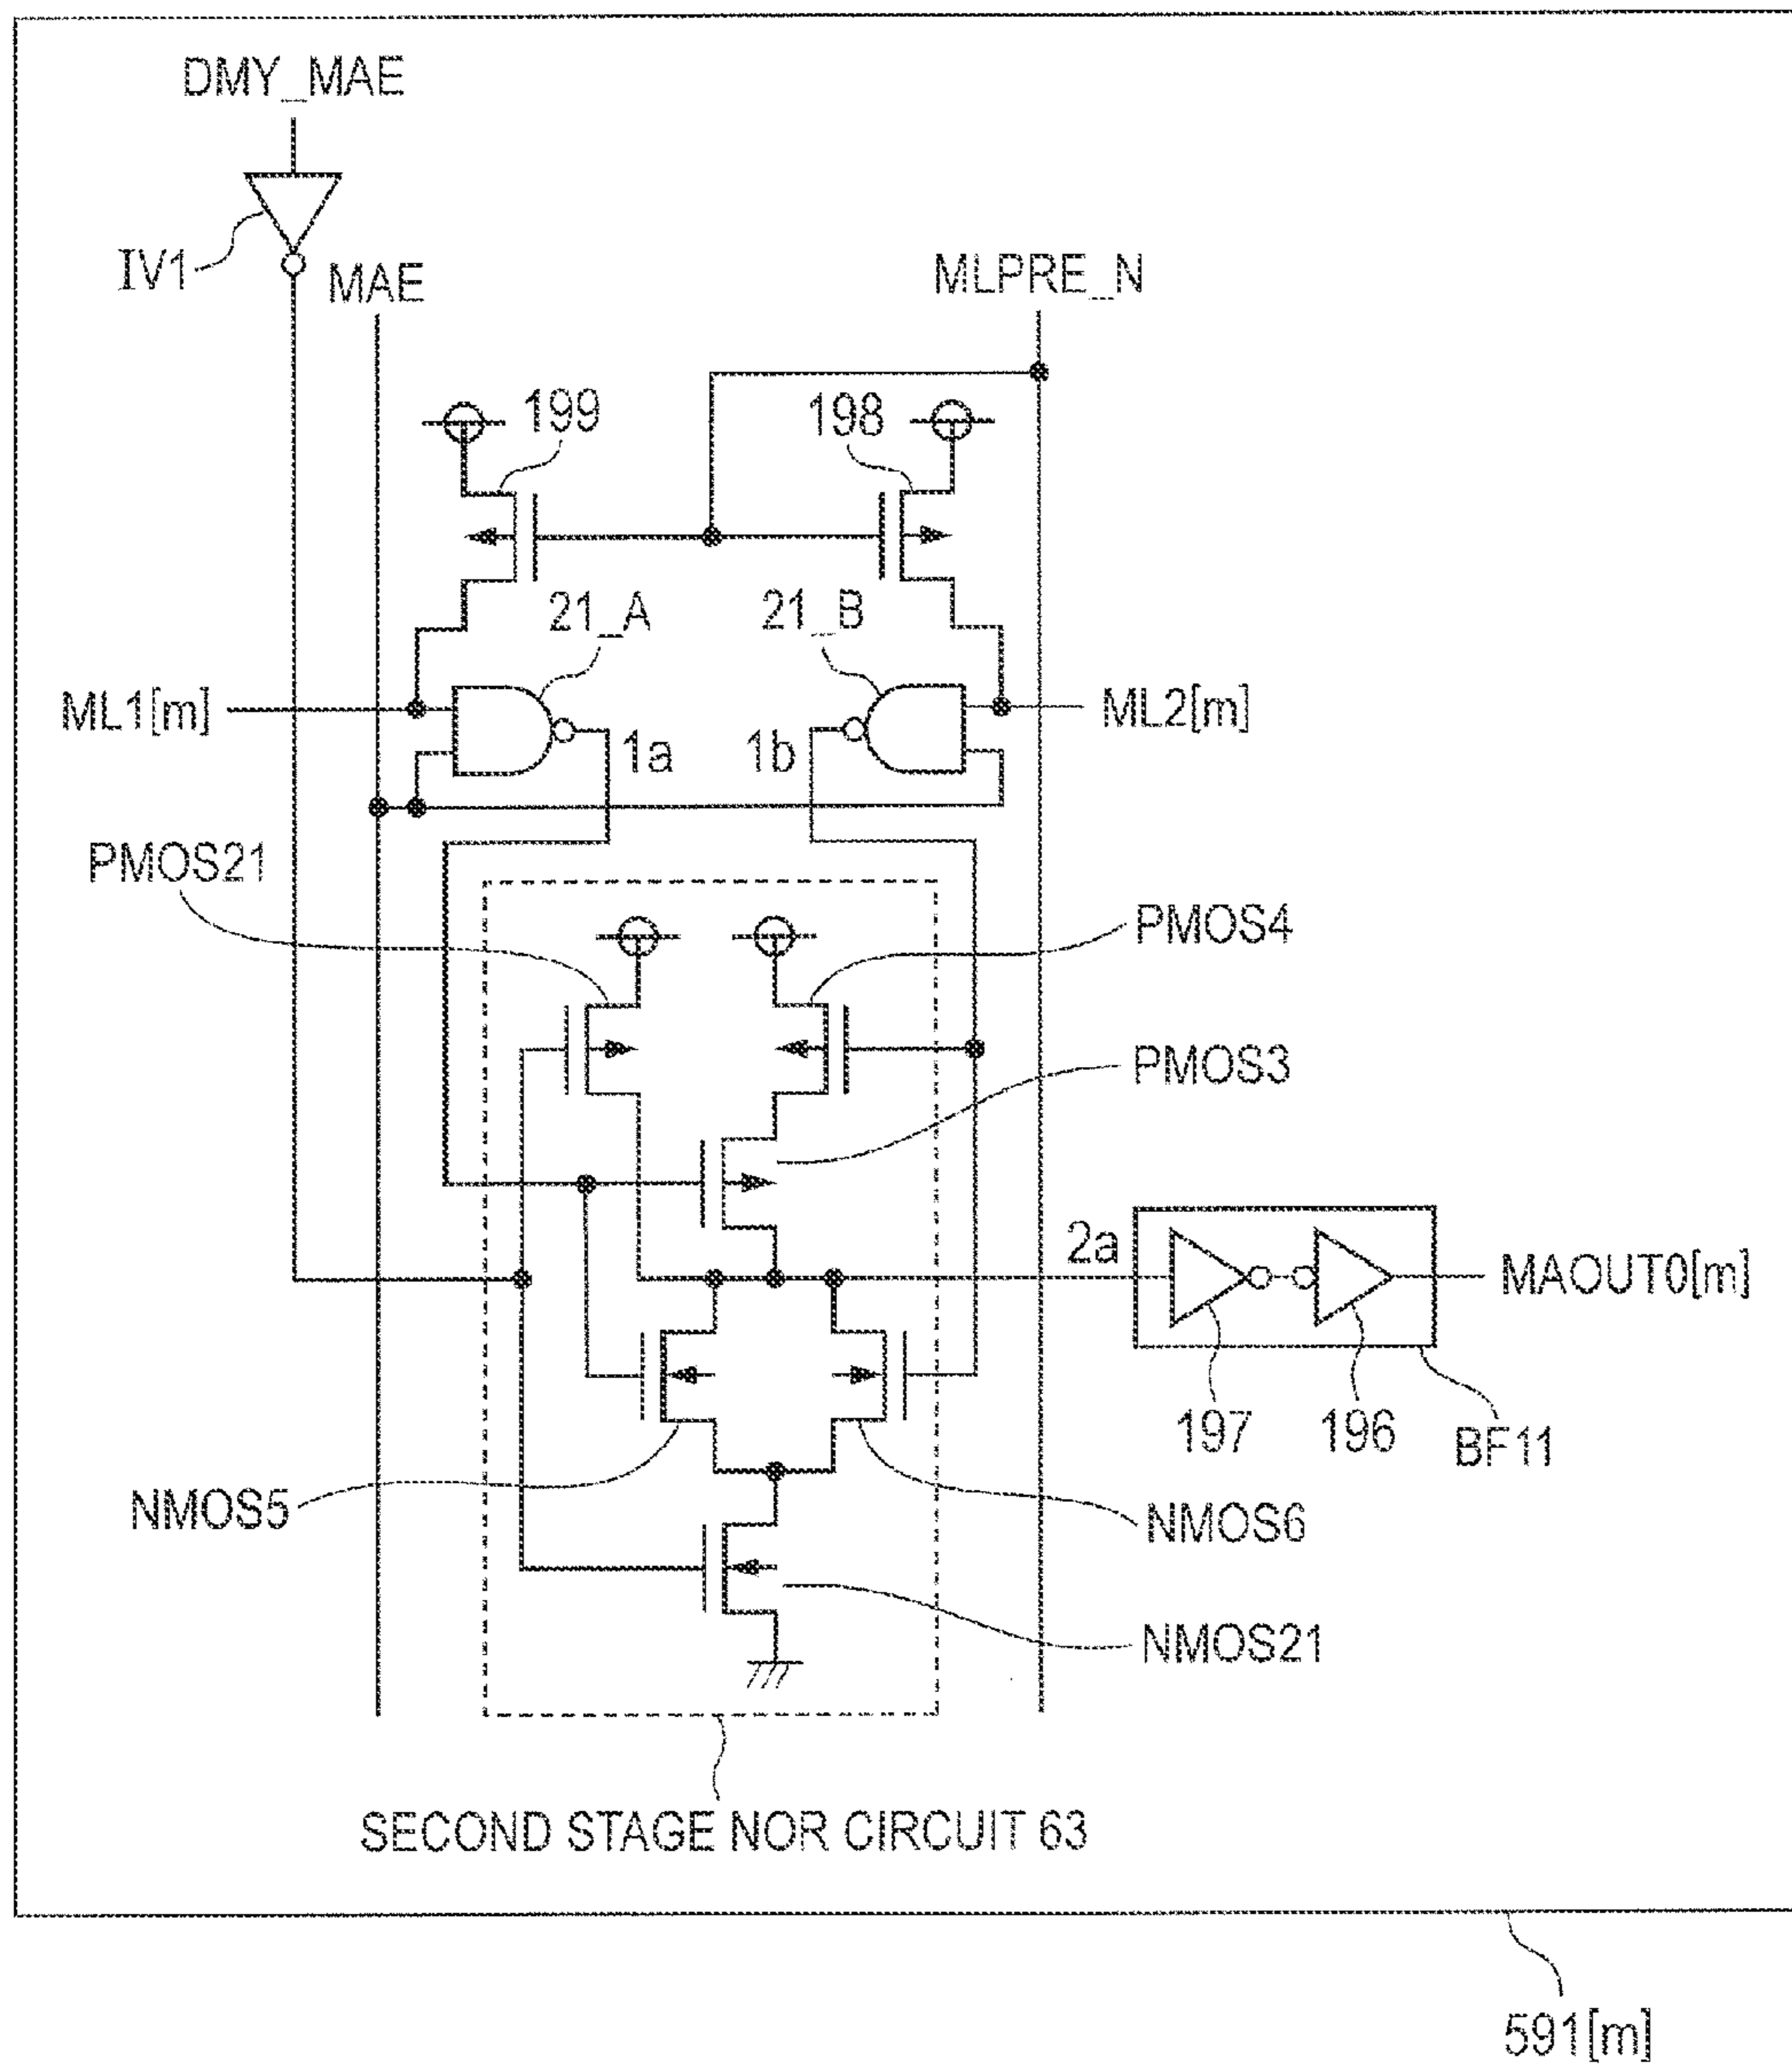 DMY_MAE
IV1
MAE
MLPRE_N
199
198
21_A
21_B
ML1[m]
1a
1b
ML2[m]
PMOS21
PMOS4
PMOS3
2a
MAOUT0[m]
197
196
BF11
NMOS5
NMOS6
NMOS21
SECOND STAGE NOR CIRCUIT 63
591[m]